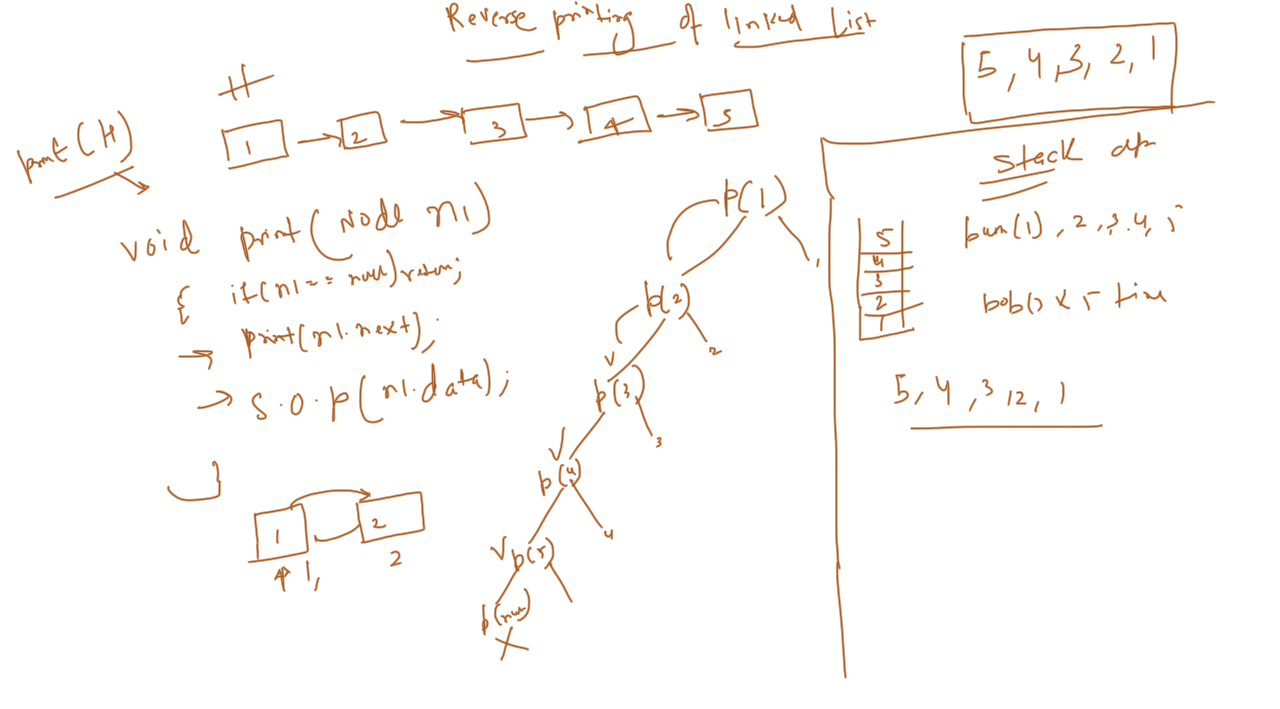 Reverse printing of linked List
5, 4, 3, 2, 1
H
print(H)
1 2 3 4 5
void print(Node n1)
{ if(n1 == null) return;
print(n1.next);
S.O.P(n1.data);
}
1 2
1, 2
p(1)
1
p(2)
2
p(3)
3
p(4)
4
p(5)
p(null)
Stack
5
4
3
2
1
push(1), 2, 3, 4, 5
pop() x 5 time
5, 4, 3, 2, 1